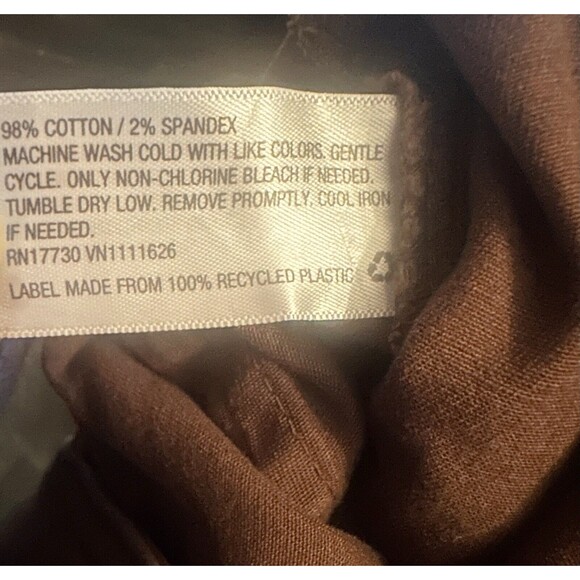 98% COTTON / 2% SPANDEX
MACHINE WASH COLD WITH LIKE COLORS. GENTLE
CYCLE. ONLY NON-CHLORINE BLEACH IF NEEDED.
TUMBLE DRY LOW. REMOVE PROMPTLY. COOL IRON
IF NEEDED.
RN17730 VN1111626
LABEL MADE FROM 100% RECYCLED PLASTIC